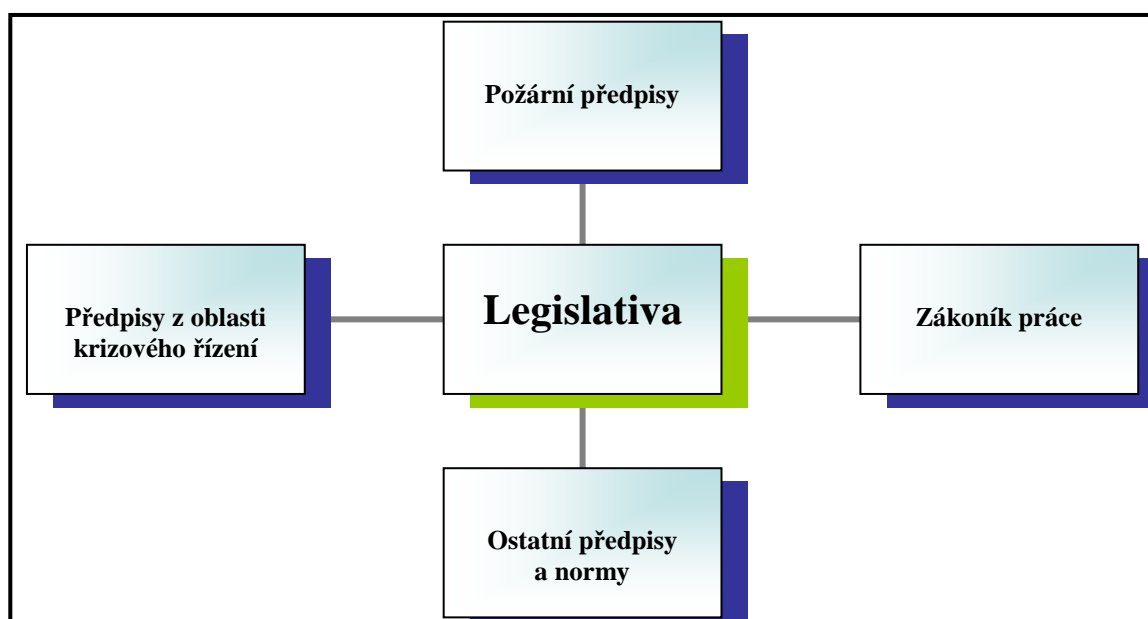 Požární předpisy
Předpisy z oblasti
krizového řízení
Legislativa
Zákoník práce
Ostatní předpisy
a normy